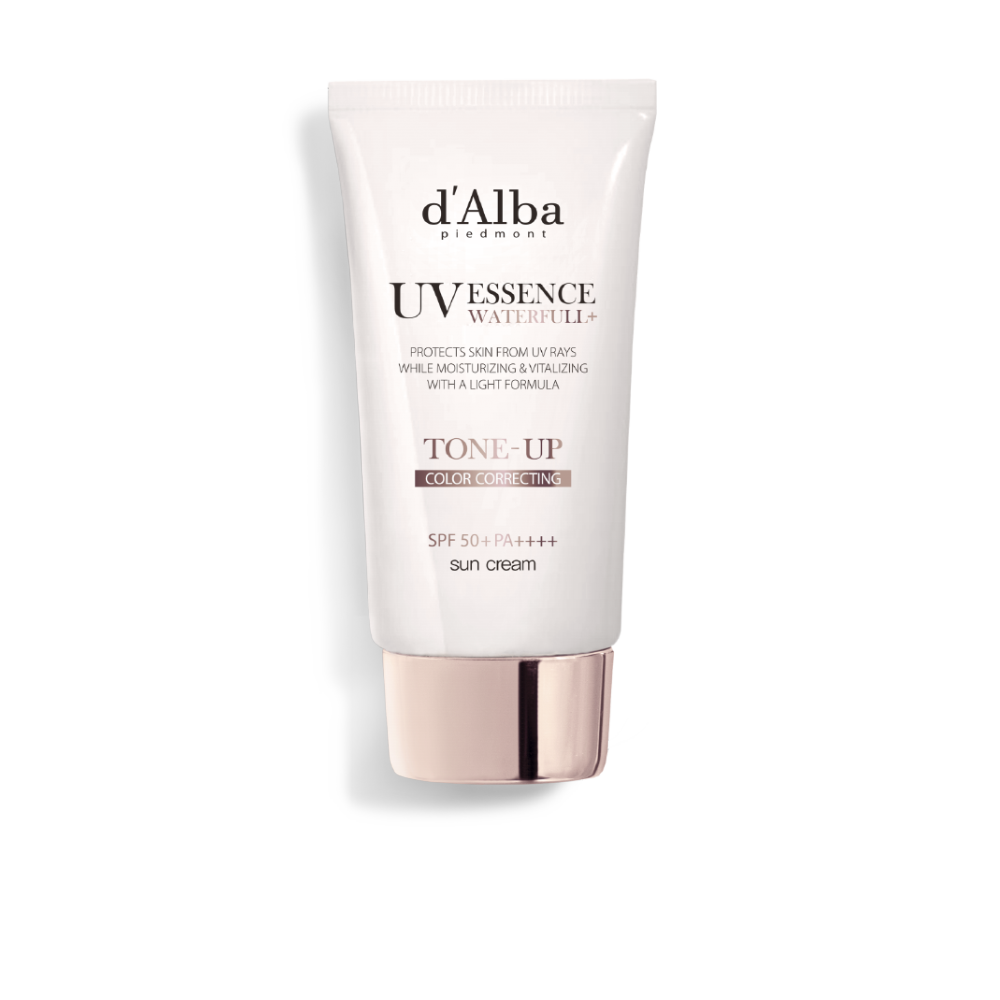 d'Alba
piedmont
UV ESSENCE
WATERFULL+
PROTECTS SKIN FROM UV RAYS
WHILE MOISTURIZING & VITALIZING
WITH A LIGHT FORMULA
TONE-UP
COLOR CORRECTING
SPF 50+ PA++++
sun cream